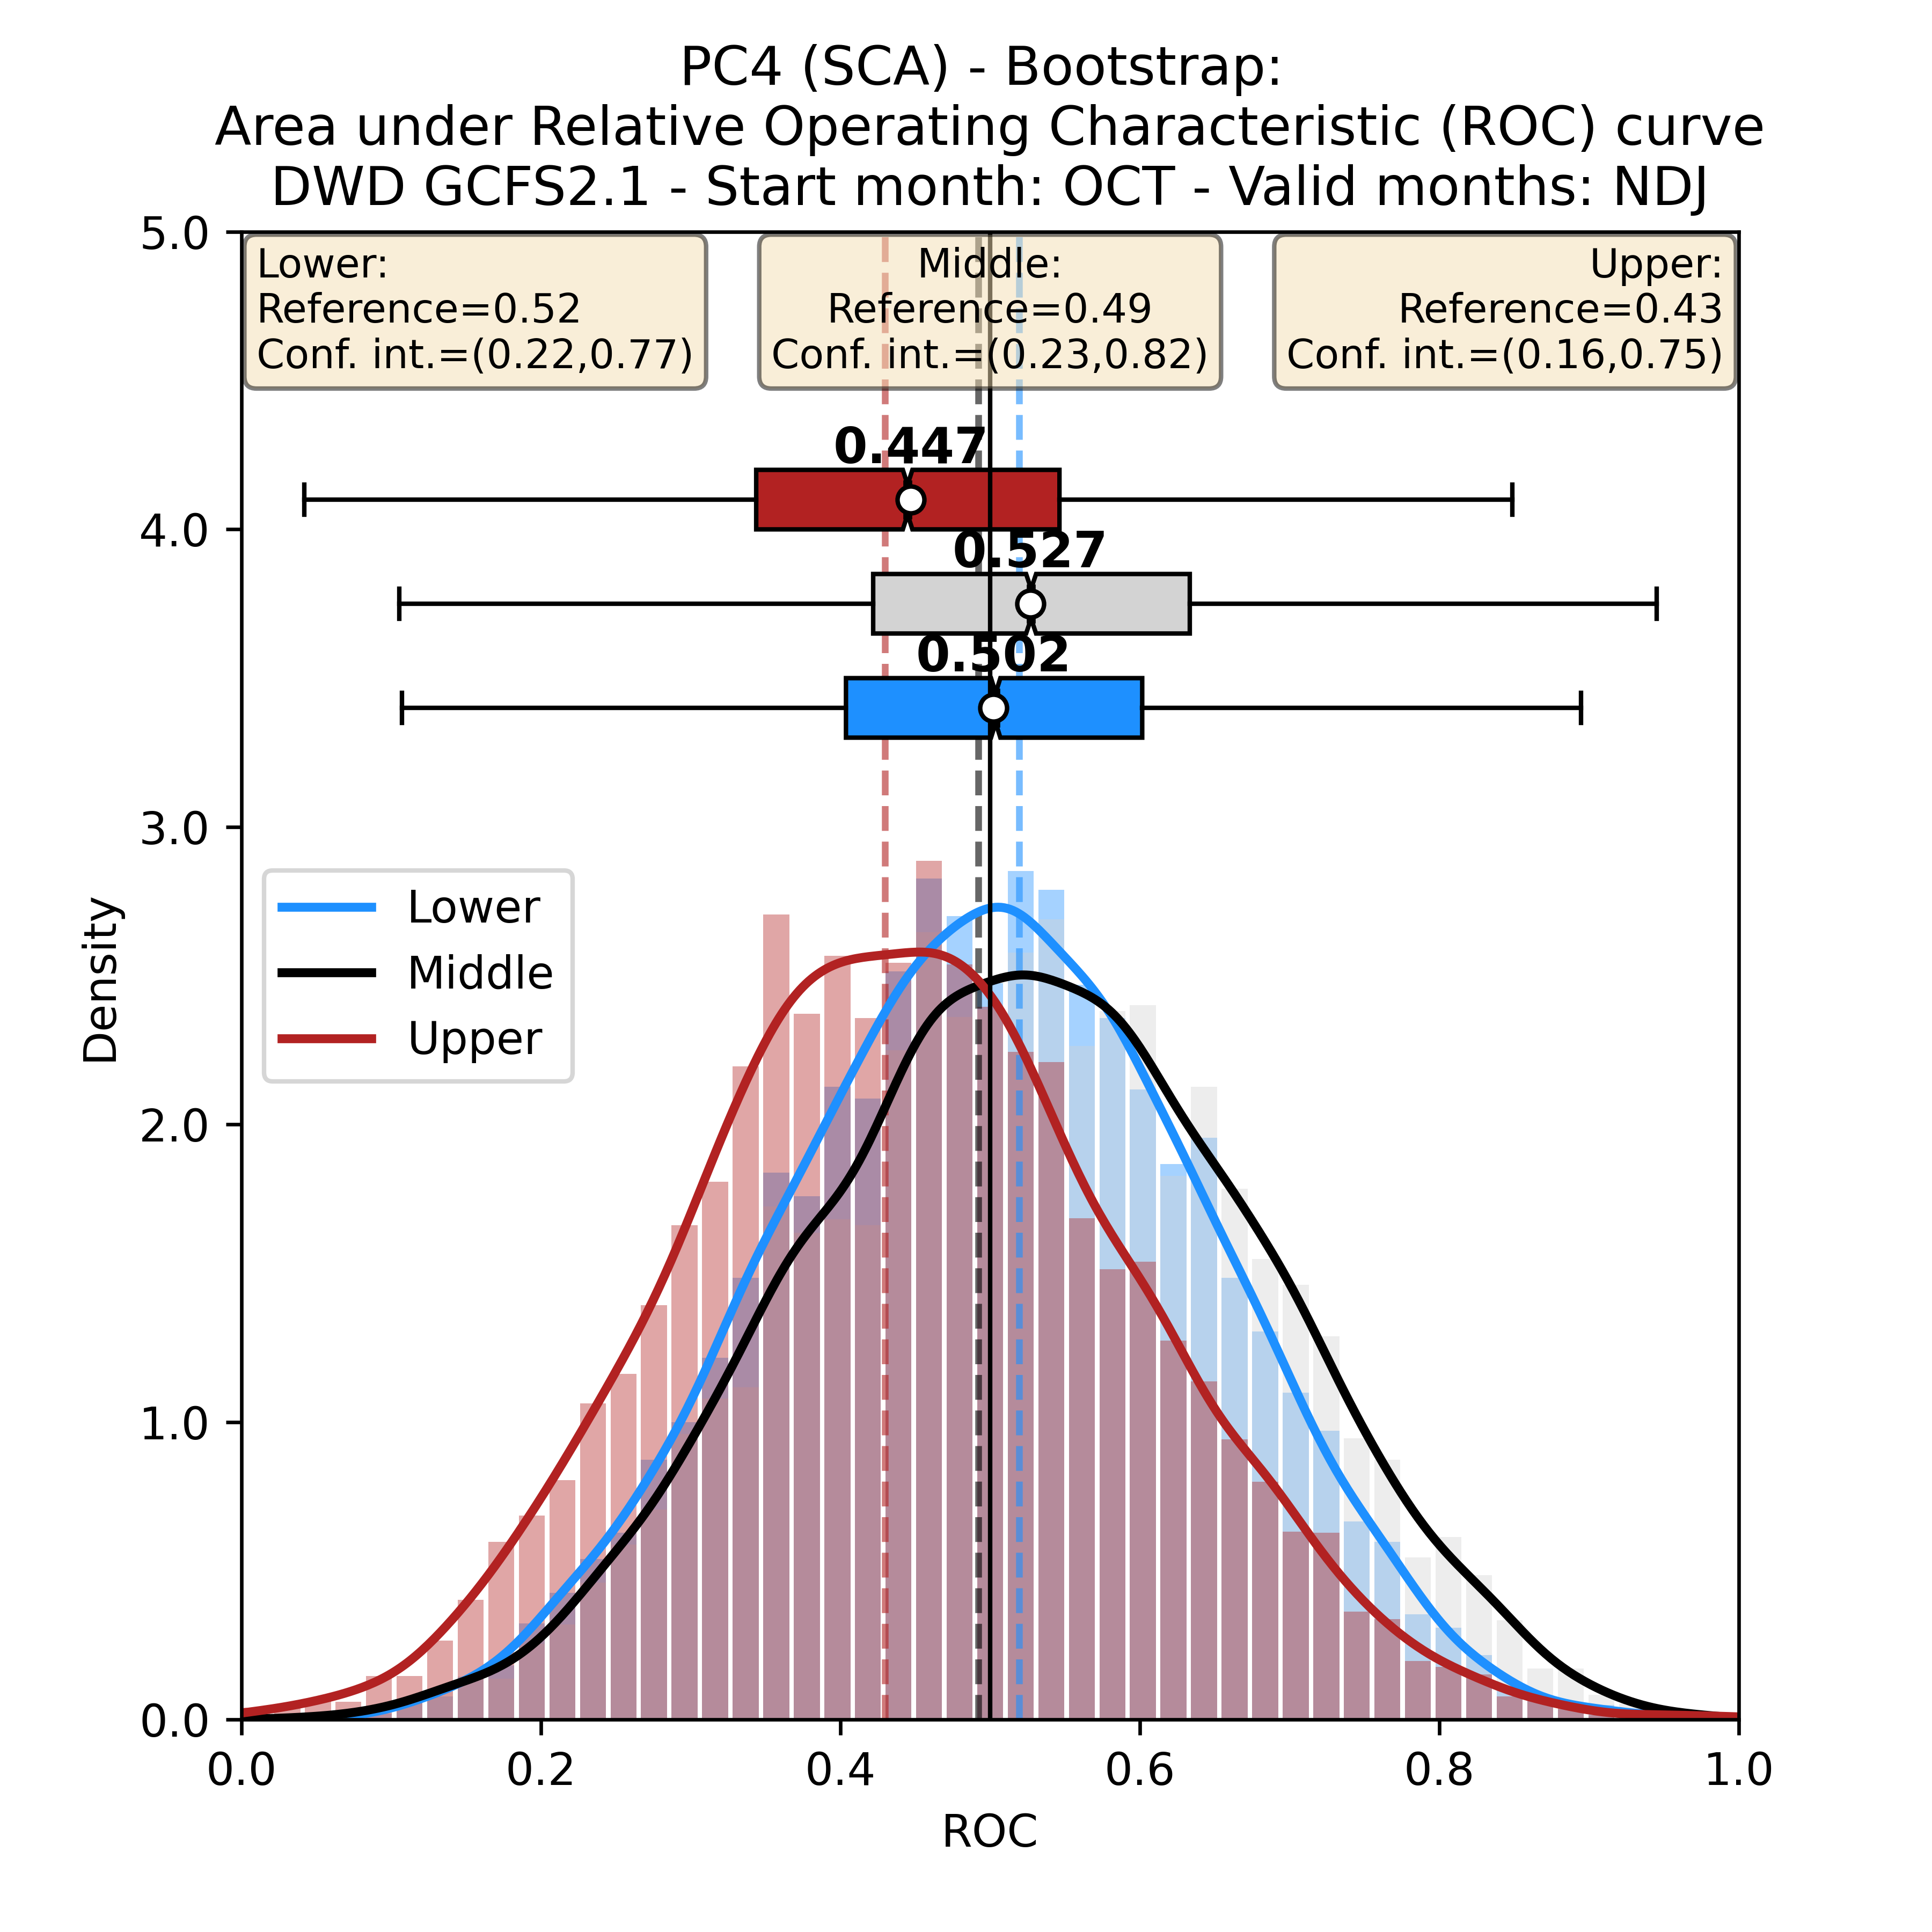 PC4 (SCA) - Bootstrap:
Area under Relative Operating Characteristic (ROC) curve
DWD GCFS2.1 - Start month: OCT - Valid months: NDJ
Lower:
Reference=0.52
Conf. int.=(0.22,0.77)
Middle:
Reference=0.49
Conf. int.=(0.23,0.82)
Upper:
Reference=0.43
Conf. int.=(0.16,0.75)
0.447
0.527
0.502
Lower
Middle
Upper
Density
5.0
4.0
3.0
2.0
1.0
0.0
0.0 0.2 0.4 0.6 0.8 1.0
ROC